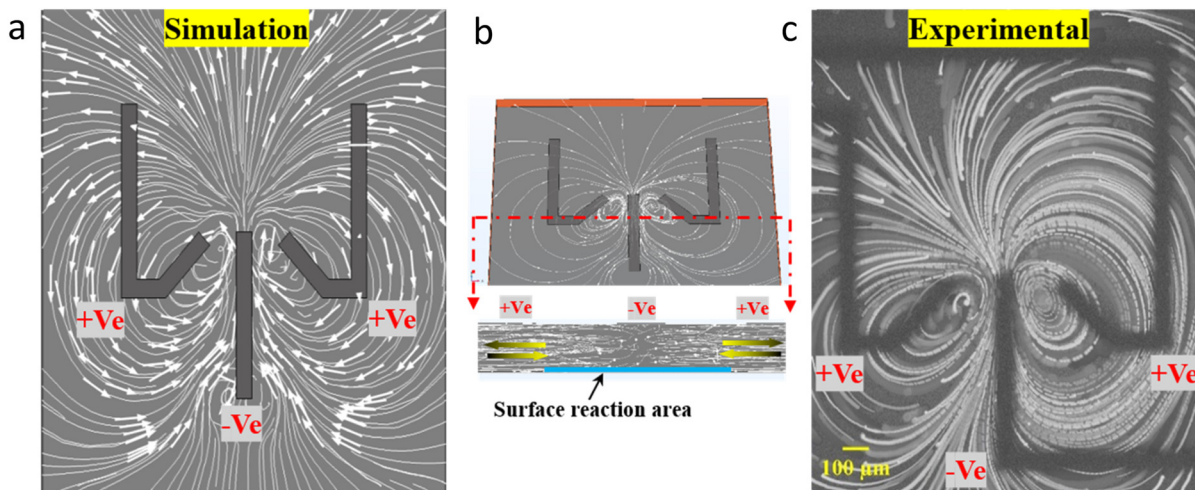 a
Simulation
+Ve
+Ve
-Ve
b
+Ve
-Ve
+Ve
Surface reaction area
c
Experimental
+Ve
+Ve
100 µm
-Ve